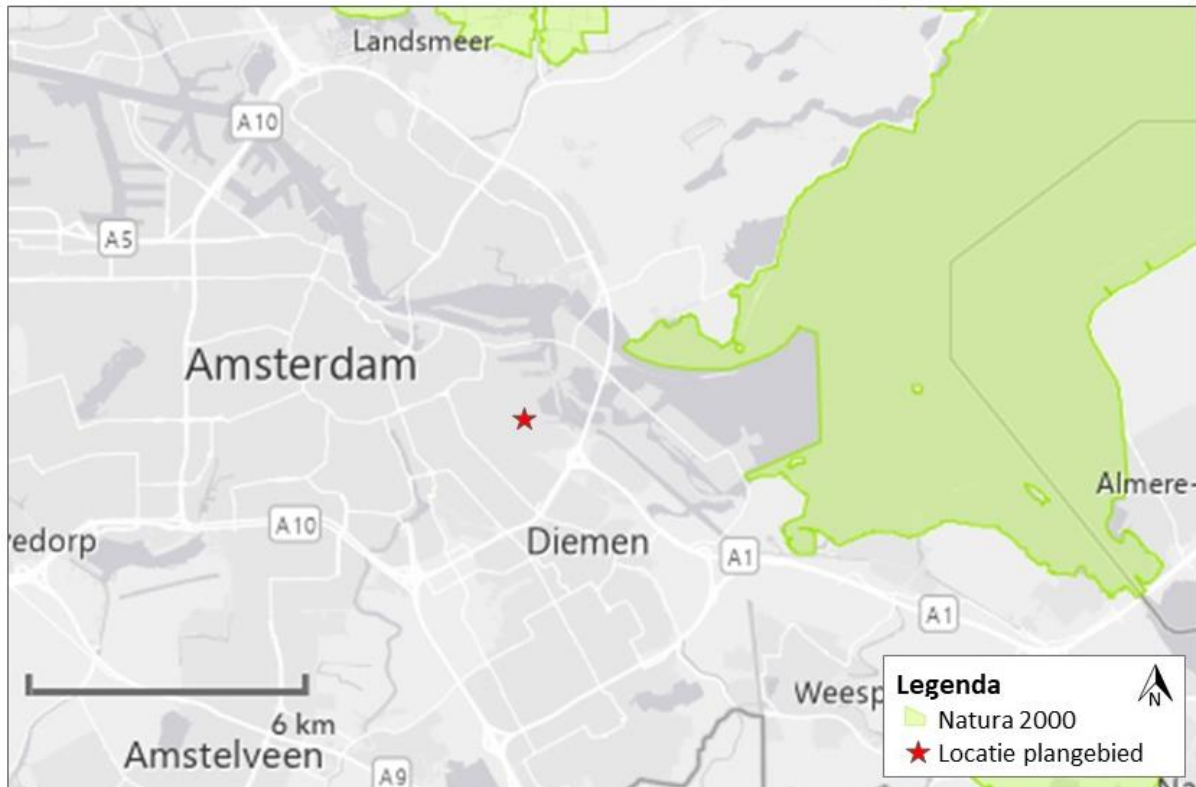 Landsmeer
A10
A5
Amsterdam
Almere-
vedorp
A10
Diemen
A1
A1
Weesp
6 km
Amstelveen
A9
Legenda
N
Natura 2000
Locatie plangebied